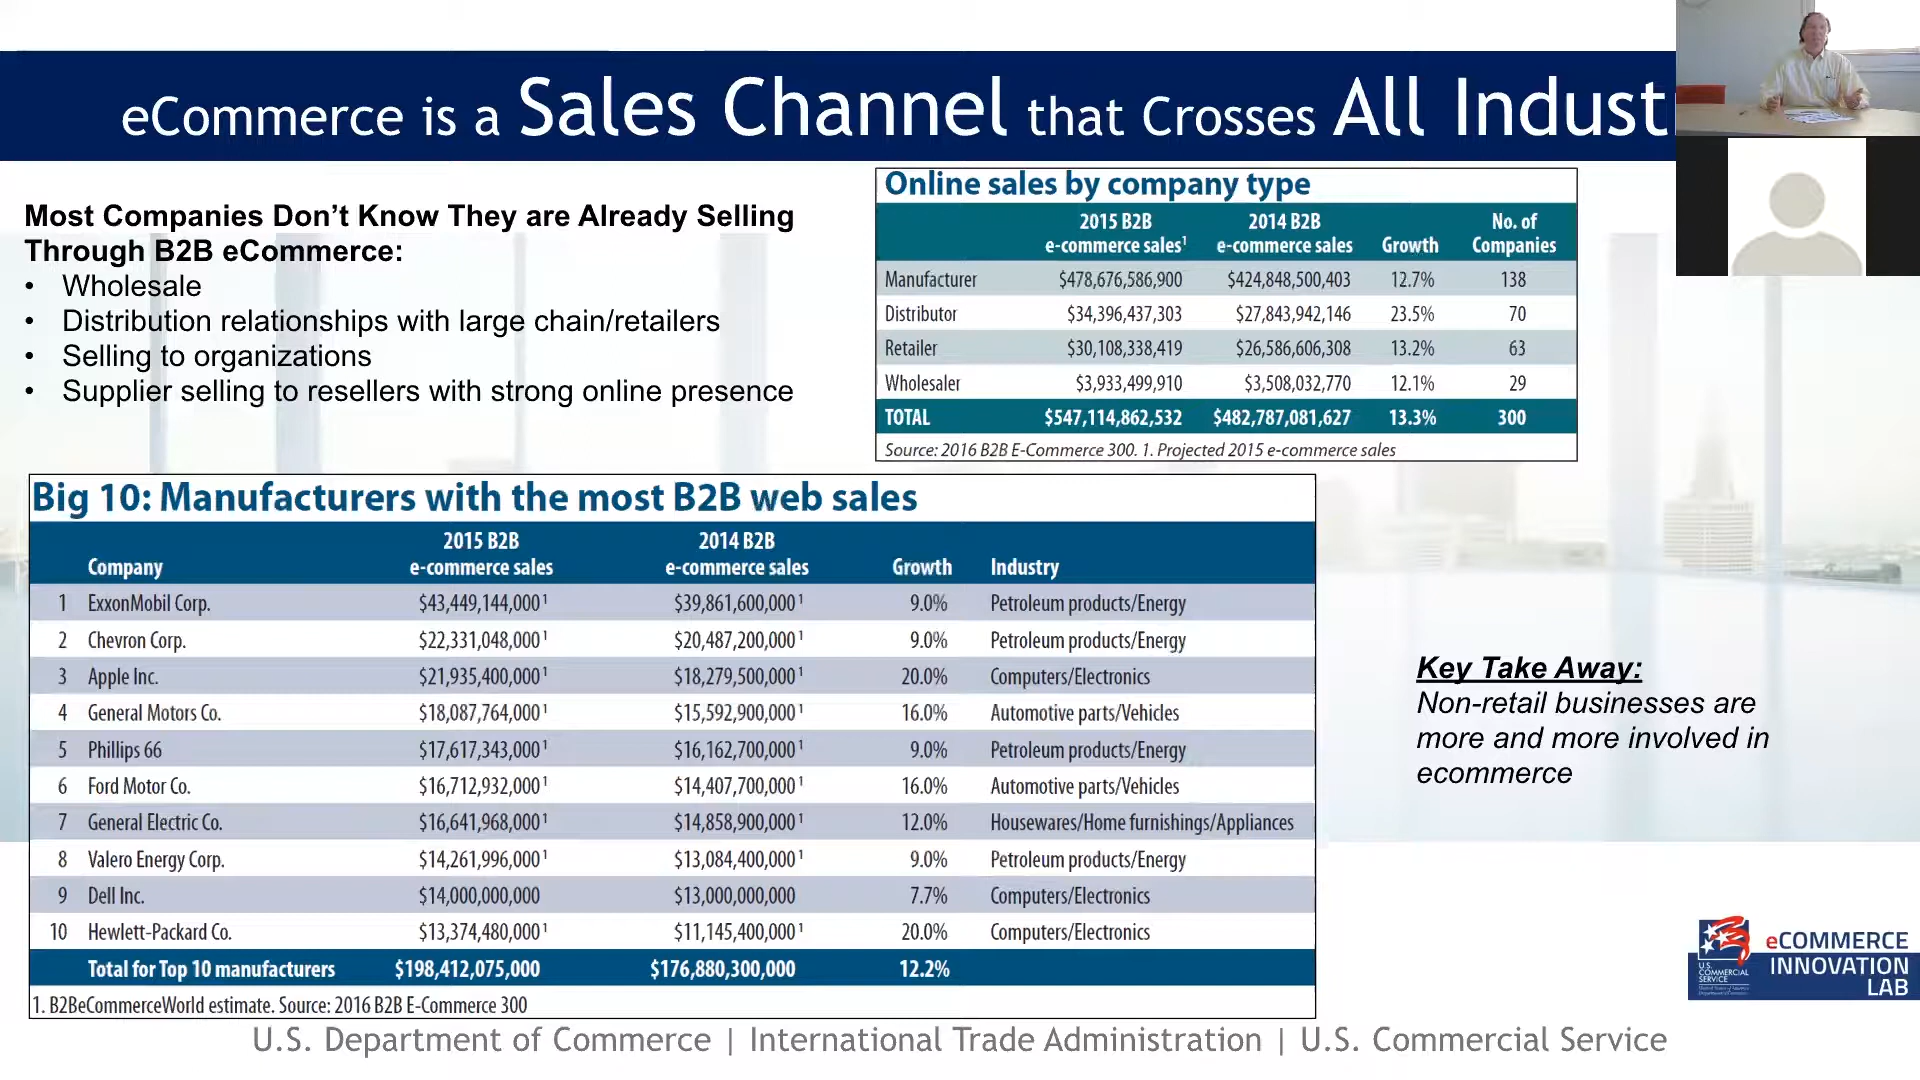 eCommerce is a Sales Channel that Crosses All Indust
Most Companies Don't Know They are Already Selling
Through B2B eCommerce:
• Wholesale
• Distribution relationships with large chain/retailers
• Selling to organizations
• Supplier selling to resellers with strong online presence
Online sales by company type
2015 B2B e-commerce sales¹ 2014 B2B e-commerce sales Growth No. of Companies
Manufacturer $478,676,586,900 $424,848,500,403 12.7% 138
Distributor $34,396,437,303 $27,843,942,146 23.5% 70
Retailer $30,108,338,419 $26,586,606,308 13.2% 63
Wholesaler $3,933,499,910 $3,508,032,770 12.1% 29
TOTAL $547,114,862,532 $482,787,081,627 13.3% 300
Source: 2016 B2B E-Commerce 300. 1. Projected 2015 e-commerce sales
Big 10: Manufacturers with the most B2B web sales
Company 2015 B2B e-commerce sales 2014 B2B e-commerce sales Growth Industry
1 ExxonMobil Corp. $43,449,144,000¹ $39,861,600,000¹ 9.0% Petroleum products/Energy
2 Chevron Corp. $22,331,048,000¹ $20,487,200,000¹ 9.0% Petroleum products/Energy
3 Apple Inc. $21,935,400,000¹ $18,279,500,000¹ 20.0% Computers/Electronics
4 General Motors Co. $18,087,764,000¹ $15,592,900,000¹ 16.0% Automotive parts/Vehicles
5 Phillips 66 $17,617,343,000¹ $16,162,700,000¹ 9.0% Petroleum products/Energy
6 Ford Motor Co. $16,712,932,000¹ $14,407,700,000¹ 16.0% Automotive parts/Vehicles
7 General Electric Co. $16,641,968,000¹ $14,858,900,000¹ 12.0% Housewares/Home furnishings/Appliances
8 Valero Energy Corp. $14,261,996,000¹ $13,084,400,000¹ 9.0% Petroleum products/Energy
9 Dell Inc. $14,000,000,000 $13,000,000,000 7.7% Computers/Electronics
10 Hewlett-Packard Co. $13,374,480,000¹ $11,145,400,000¹ 20.0% Computers/Electronics
Total for Top 10 manufacturers $198,412,075,000 $176,880,300,000 12.2%
1. B2BeCommerceWorld estimate. Source: 2016 B2B E-Commerce 300
Key Take Away:
Non-retail businesses are
more and more involved in
ecommerce
U.S.
COMMERCIAL
SERVICE
eCOMMERCE
INNOVATION
LAB
U.S. Department of Commerce | International Trade Administration | U.S. Commercial Service